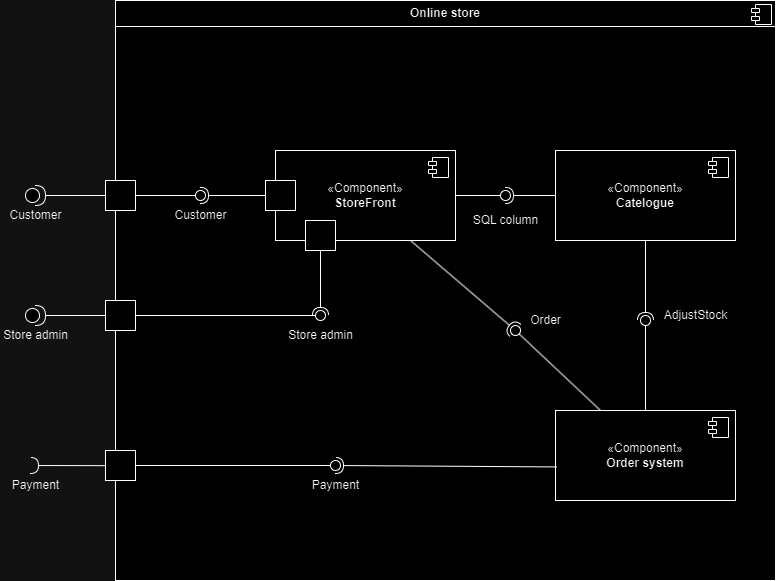 Online store
«Component»
StoreFront
«Component»
Catelogue
Customer
Customer
SQL column
Store admin
Store admin
Order
AdjustStock
«Component»
Order system
Payment
Payment